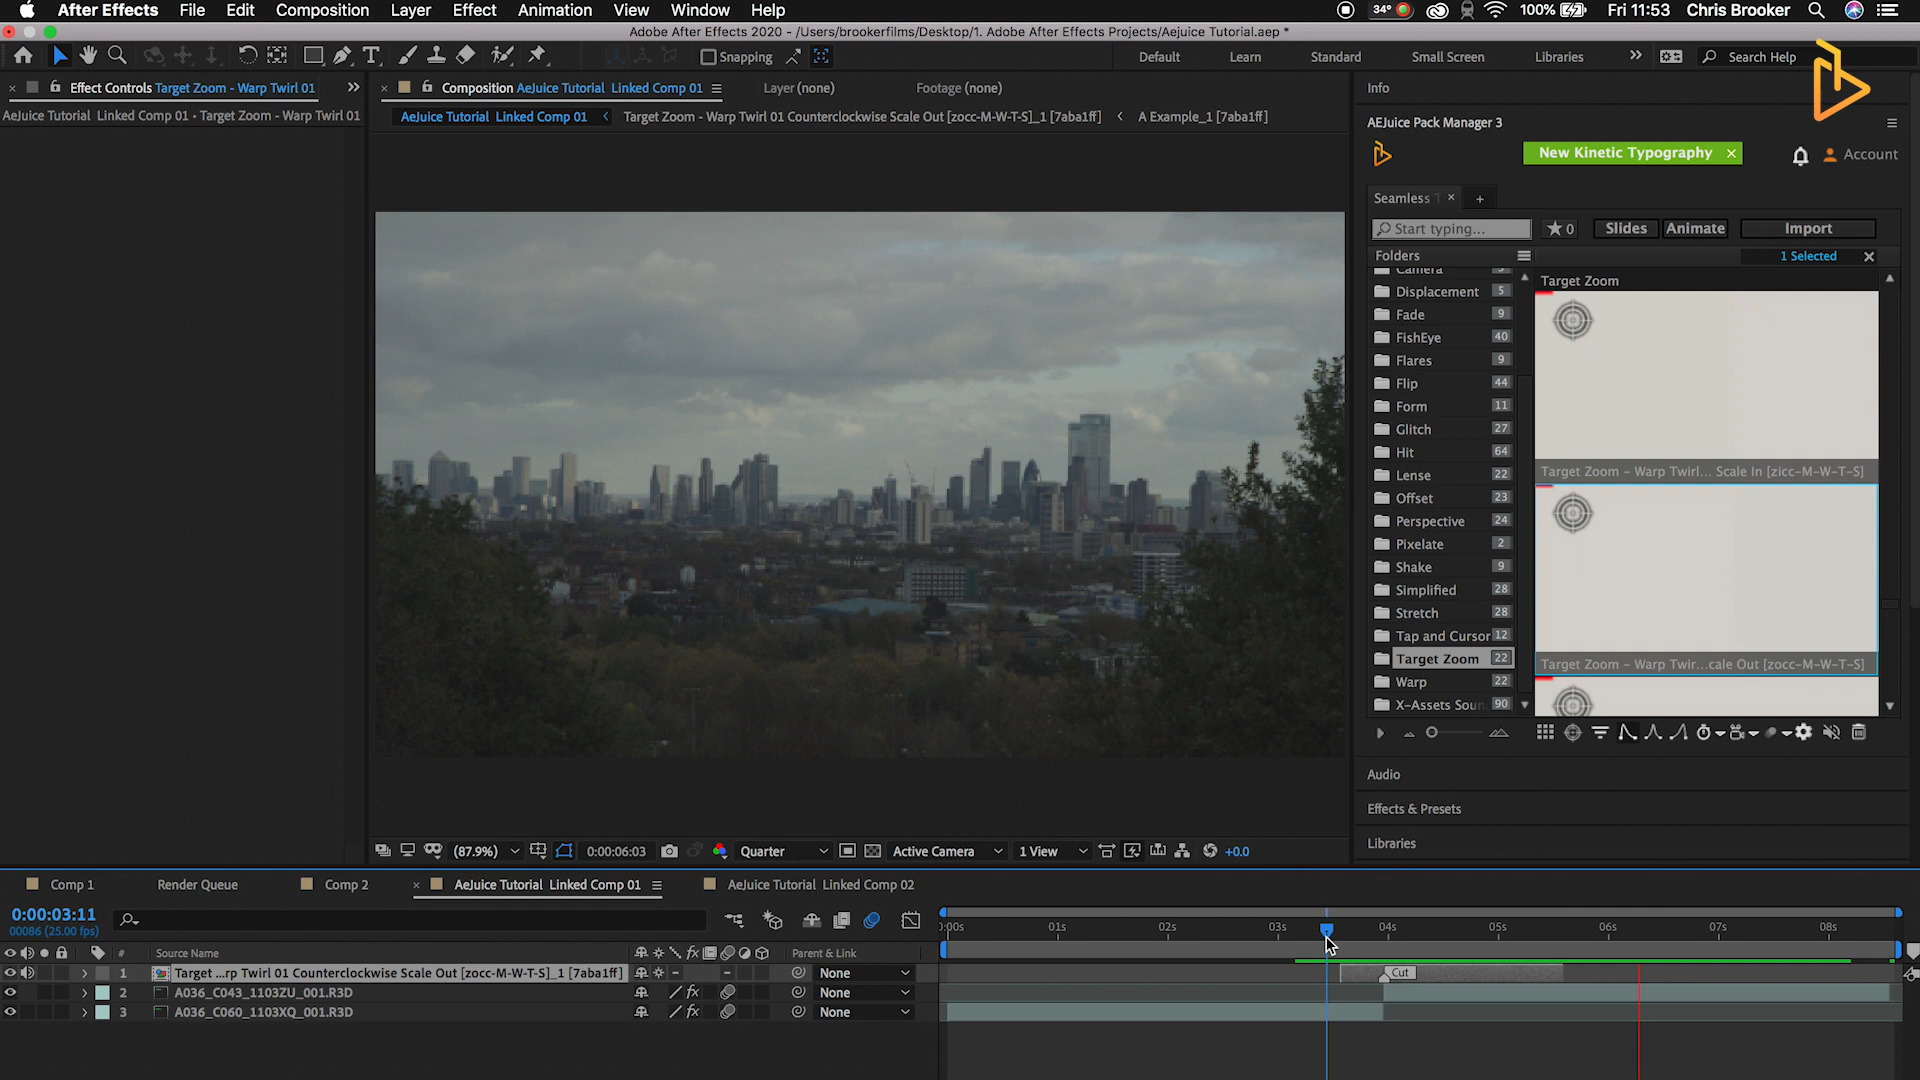 After Effects File Edit Composition Layer Effect Animation View Window Help 34° 100% Fri 11:53 Chris Brooker
Adobe After Effects 2020 - /Users/brookerfilms/Desktop/1. Adobe After Effects Projects/Aejuice Tutorial.aep *
Snapping Default Learn Standard Small Screen Libraries Search Help
Effect Controls Target Zoom - Warp Twirl 01
AeJuice Tutorial Linked Comp 01 • Target Zoom - Warp Twirl 01
Composition AeJuice Tutorial Linked Comp 01 Layer (none) Footage (none)
AeJuice Tutorial Linked Comp 01 Target Zoom - Warp Twirl 01 Counterclockwise Scale Out [zocc-M-W-T-S]_1 [7aba1ff] A Example_1 [7aba1ff]
Info
AEJuice Pack Manager 3
New Kinetic Typography × Account
Seamless
Start typing... 0 Slides Animate Import
Folders 1 Selected
Camera
Displacement 5
Fade 9
FishEye 40
Flares 9
Flip 44
Form 11
Glitch 27
Hit 64
Lense 22
Offset 23
Perspective 24
Pixelate 2
Shake 9
Simplified 28
Stretch 28
Tap and Cursor 12
Target Zoom 22
Warp 22
X-Assets Soun 90
Target Zoom
Target Zoom - Warp Twirl... Scale In [zicc-M-W-T-S]
Target Zoom - Warp Twir...cale Out [zocc-M-W-T-S]
Audio
Effects & Presets
Libraries
(87.9%) 0:00:06:03 Quarter Active Camera 1 View +0.0
Comp 1 Render Queue Comp 2 AeJuice Tutorial Linked Comp 01 AeJuice Tutorial Linked Comp 02
0:00:03:11
00086 (25.00 fps)
:00s 01s 02s 03s 04s 05s 06s 07s 08s
# Source Name Parent & Link
1 Target ...rp Twirl 01 Counterclockwise Scale Out [zocc-M-W-T-S]_1 [7aba1ff] None Cut
2 A036_C043_1103ZU_001.R3D None
3 A036_C060_1103XQ_001.R3D None